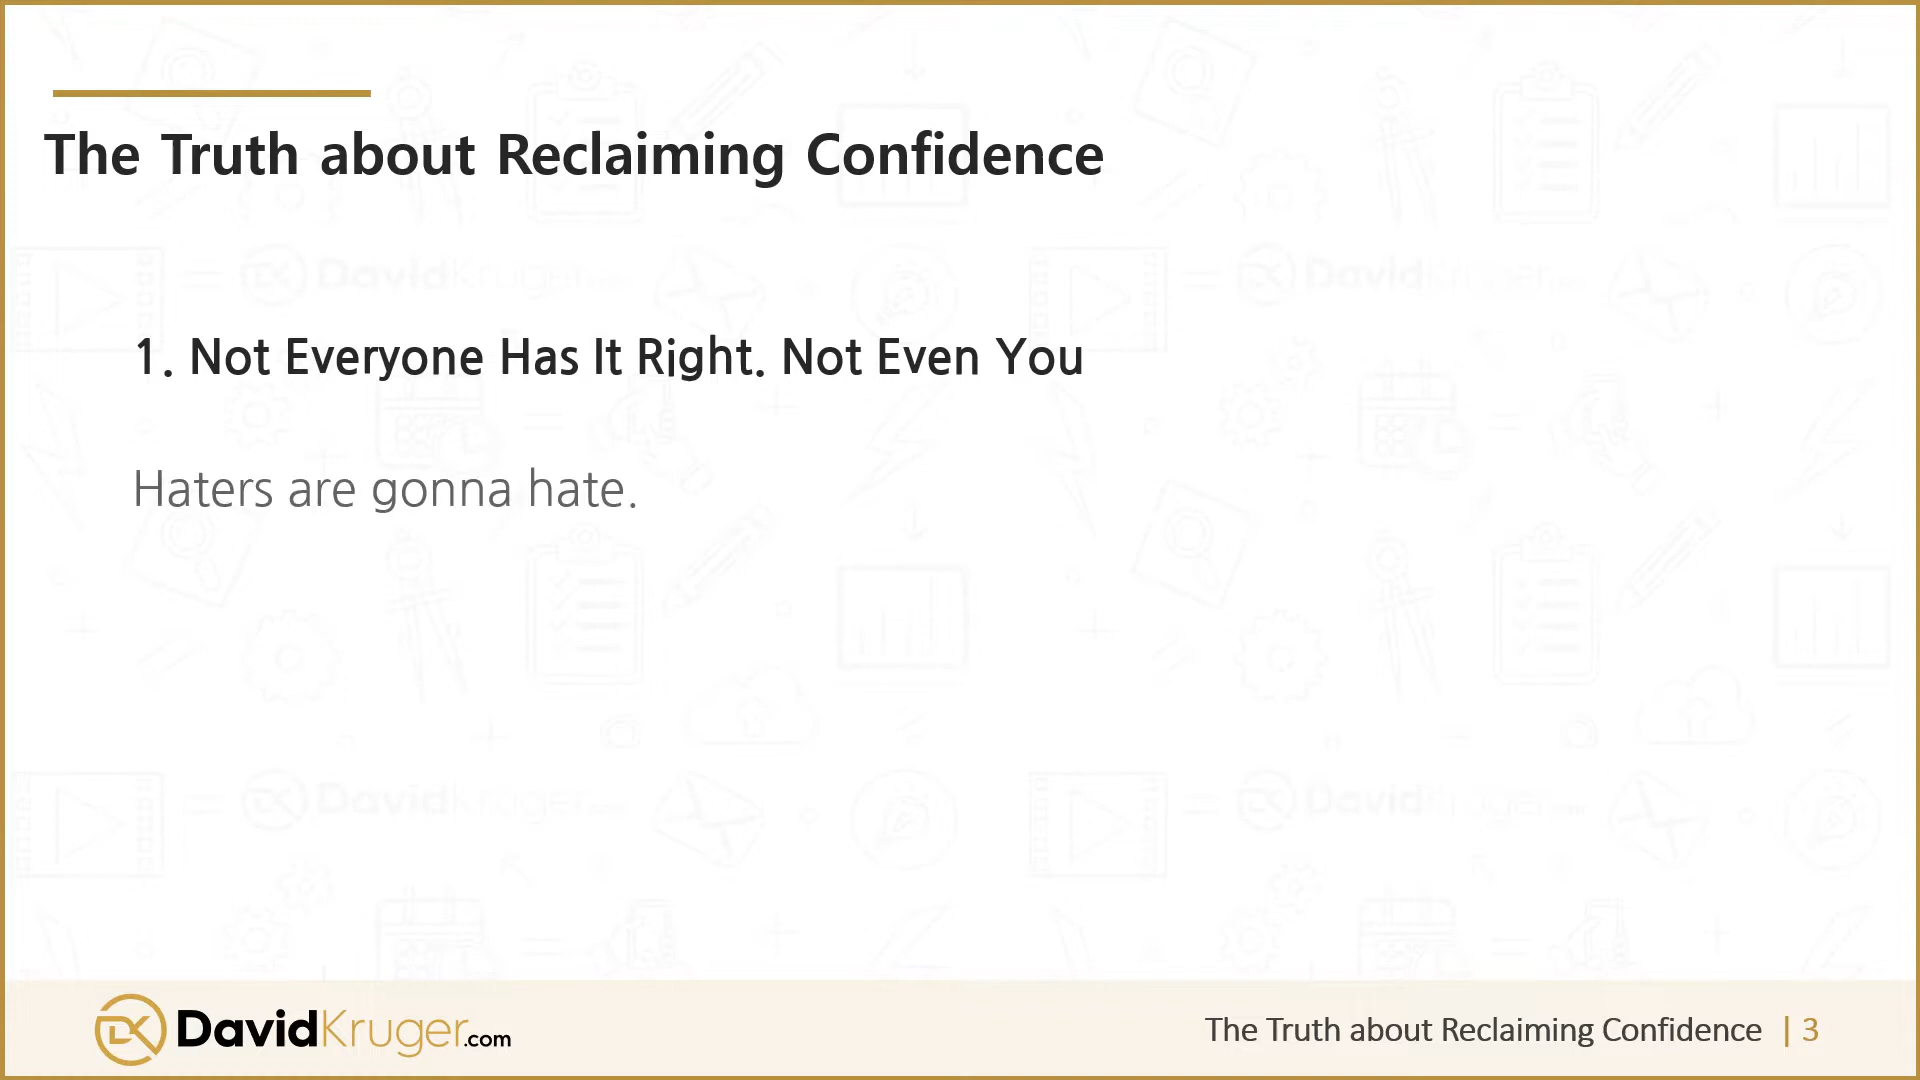 The Truth about Reclaiming Confidence
1. Not Everyone Has It Right. Not Even You
Haters are gonna hate.
DavidKruger.com
The Truth about Reclaiming Confidence | 3